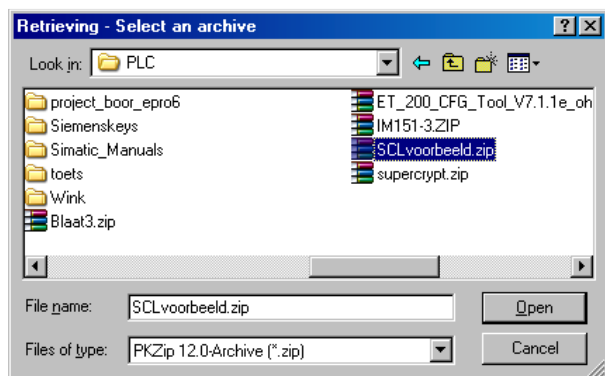 Retrieving - Select an archive
Look in: PLC
project_boor_epro6
Siemenskeys
Simatic_Manuals
toets
Wink
Blaat3.zip
ET_200_CFG_Tool_V7.1.1e_oh
IM151-3.ZIP
SCLvoorbeeld.zip
supercrypt.zip
File name: SCLvoorbeeld.zip Open
Files of type: PKZip 12.0-Archive (*.zip) Cancel